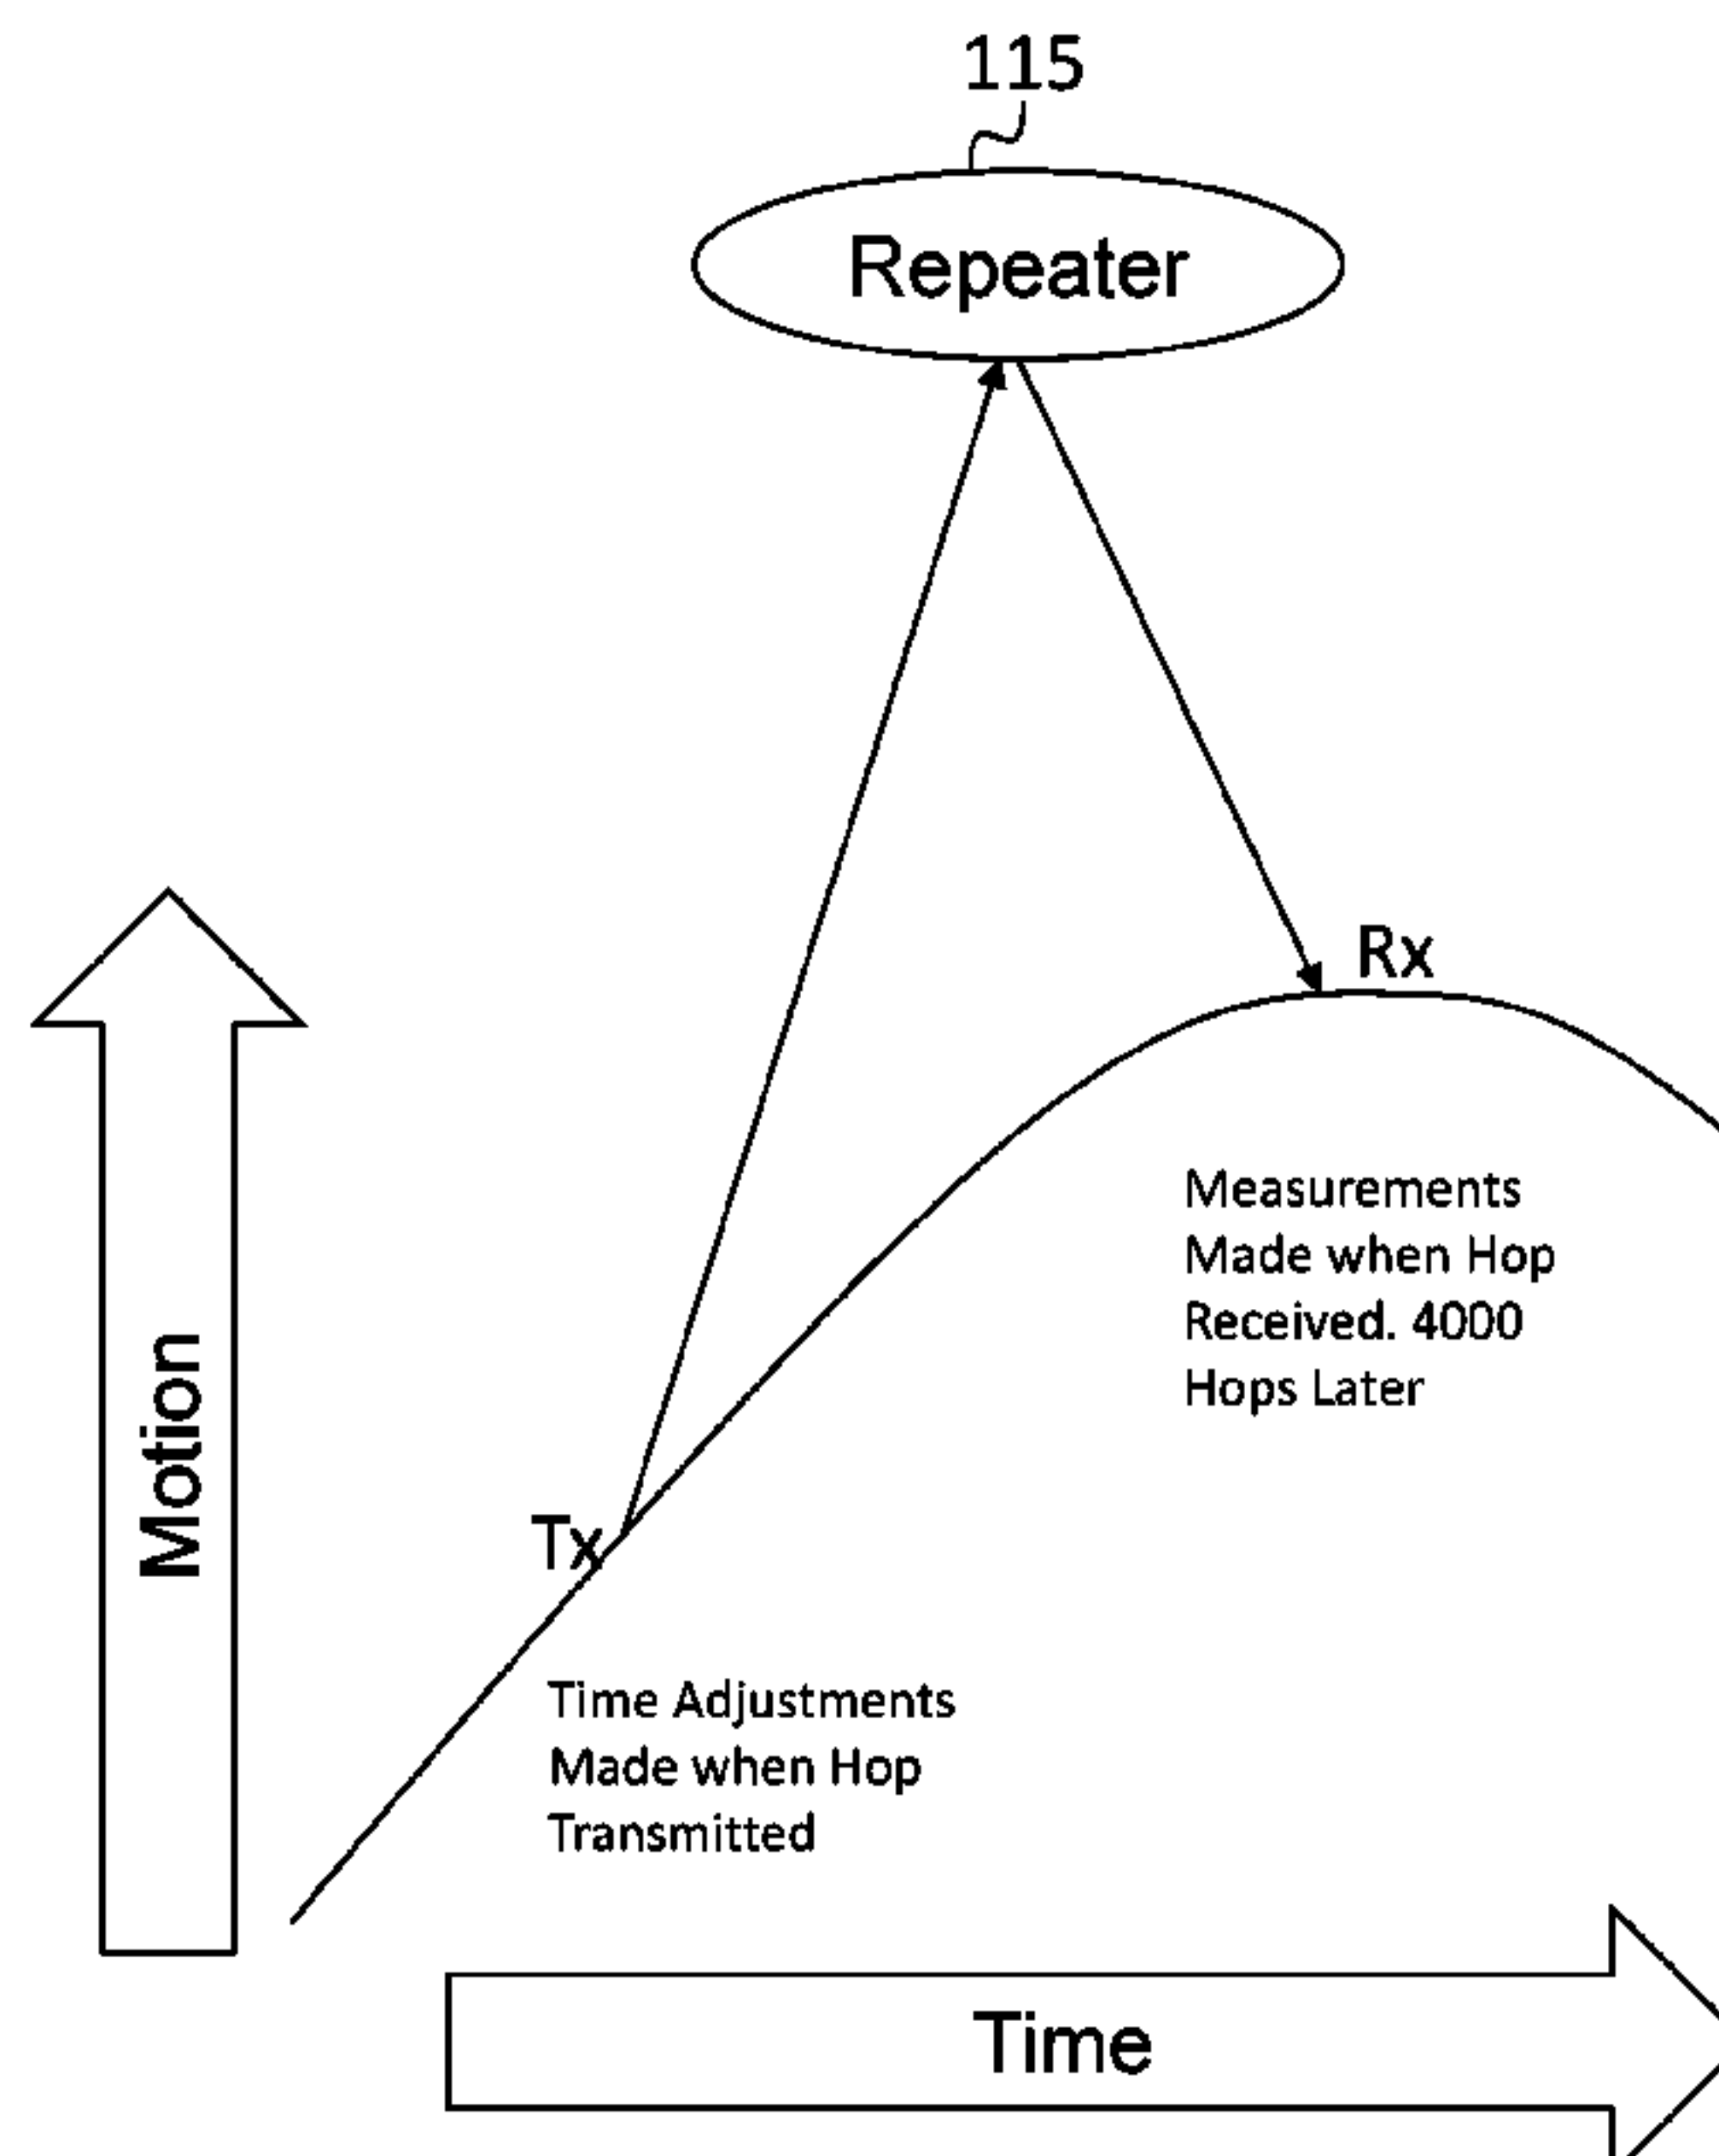 115
Repeater
Rx
Measurements
Made when Hop
Received. 4000
Hops Later
Motion
Tx
Time Adjustments
Made when Hop
Transmitted
Time